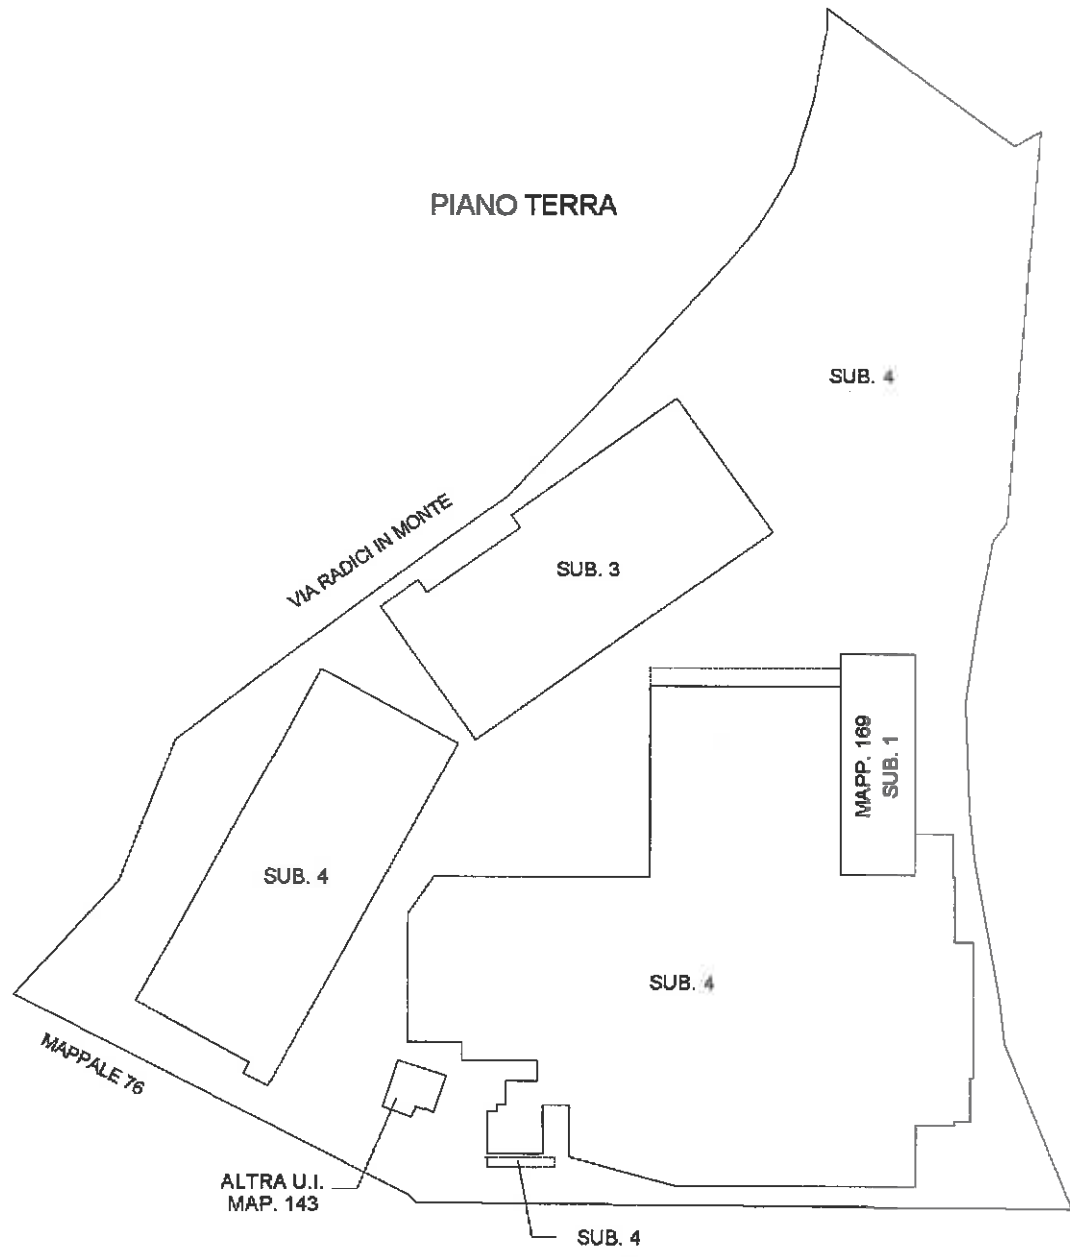 PIANO TERRA
SUB. 4
VIA RADICI IN MONTE
SUB. 3
MAPP. 169
SUB. 1
SUB. 4
SUB. 4
MAPPALE 76
ALTRA U.I.
MAP. 143
SUB. 4